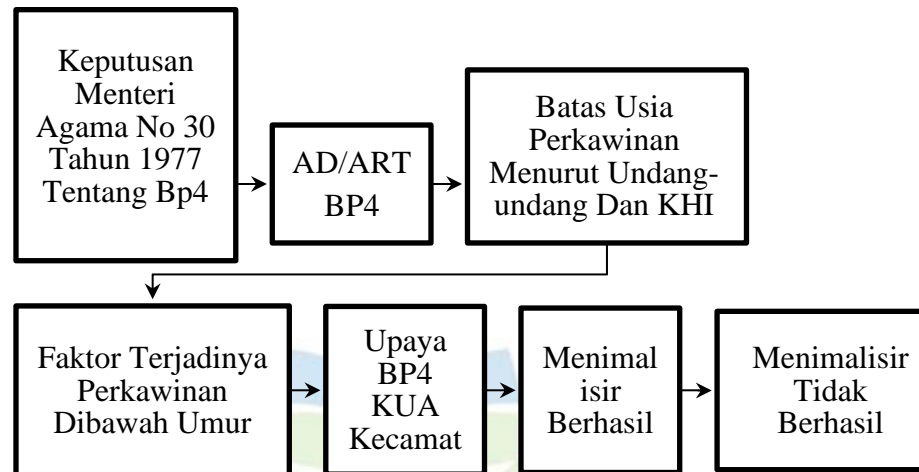 Keputusan
Menteri
Agama No 30
Tahun 1977
Tentang Bp4
AD/ART
BP4
Batas Usia
Perkawinan
Menurut Undang-
undang Dan KHI
Faktor Terjadinya
Perkawinan
Dibawah Umur
Upaya
BP4
KUA
Kecamat
Menimal
isir
Berhasil
Menimalisir
Tidak
Berhasil